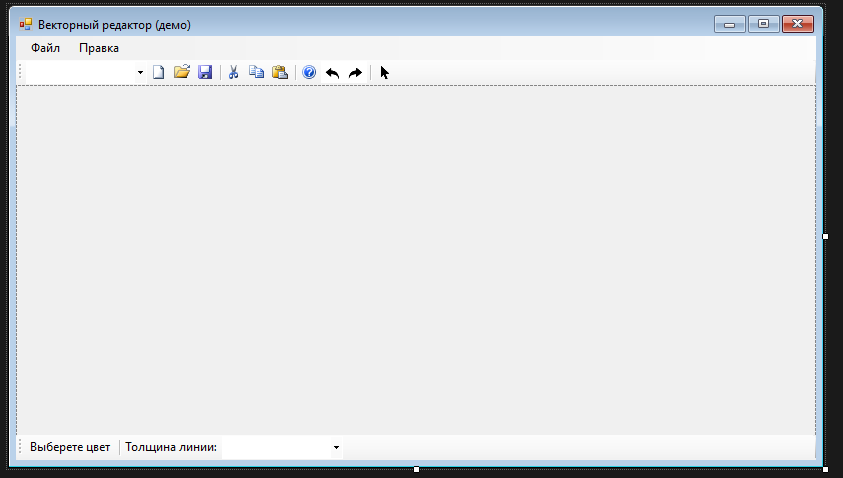 Векторный редактор (демо)
Файл Правка
Выберете цвет Толщина линии: